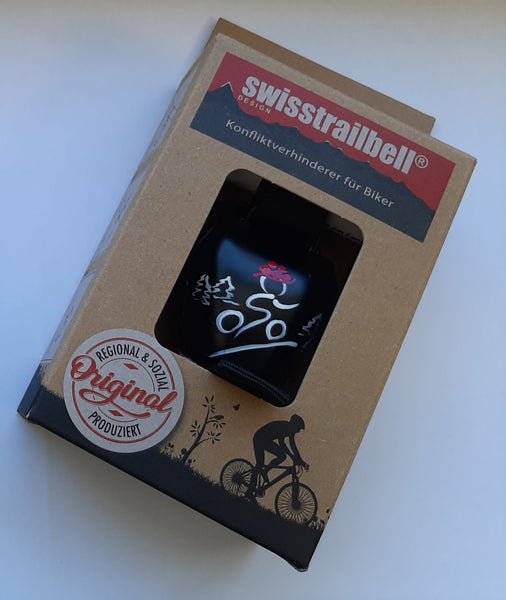 swisstrailbell®
DESIGN
Konfliktverhinderer für Biker
REGIONAL & SOZIAL
Original
PRODUZIERT